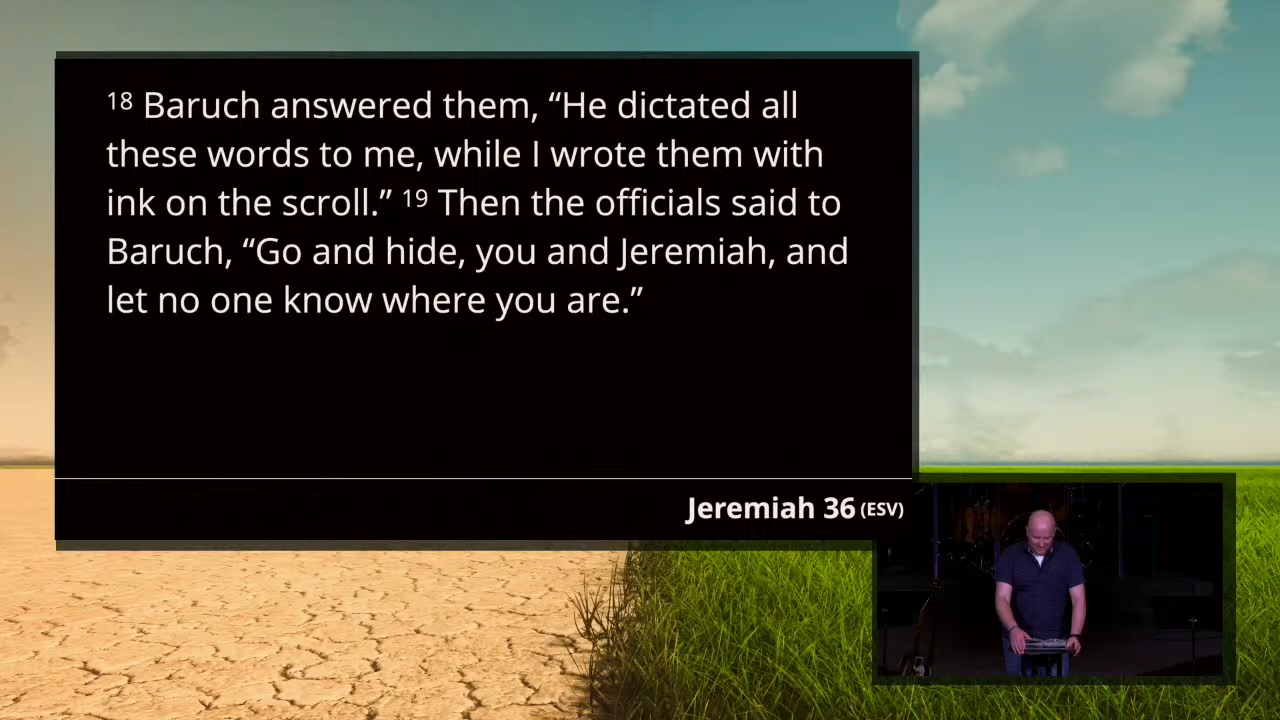 18 Baruch answered them, “He dictated all
these words to me, while I wrote them with
ink on the scroll.” 19 Then the officials said to
Baruch, “Go and hide, you and Jeremiah, and
let no one know where you are.”
Jeremiah 36 (ESV)